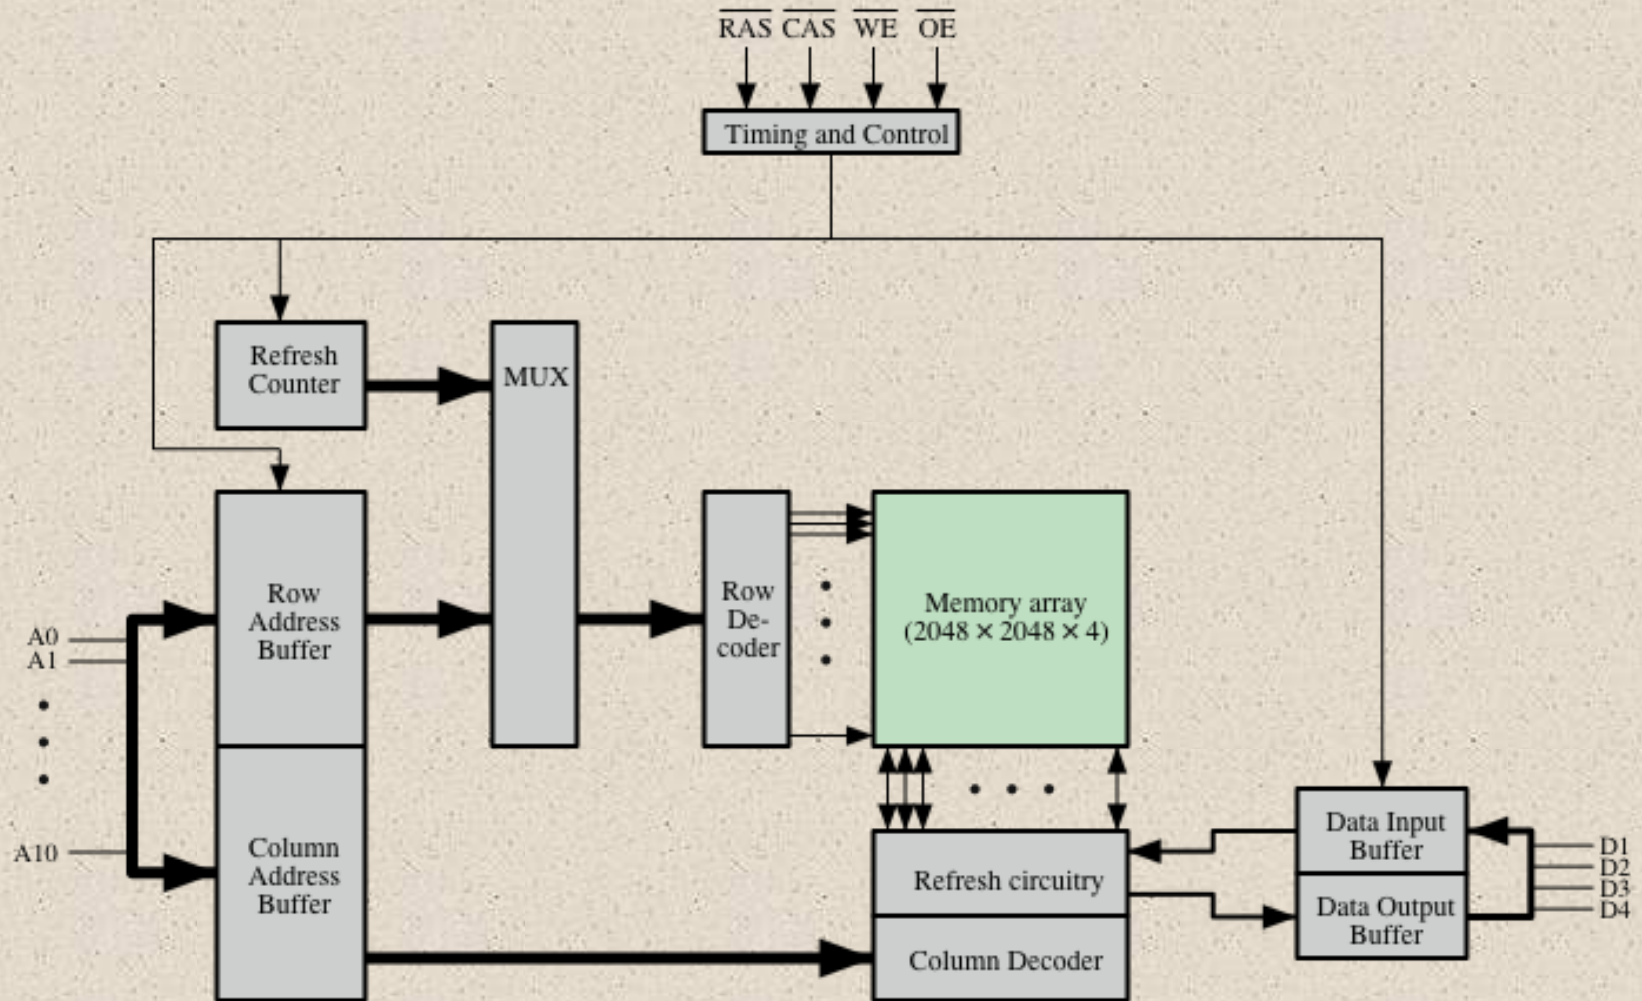 RAS CAS WE OE
Timing and Control
Refresh
Counter
MUX
Row
Address
Buffer
Row
De-
coder
Memory array
(2048 × 2048 × 4)
A0
A1
A10
Column
Address
Buffer
Refresh circuitry
Column Decoder
Data Input
Buffer
Data Output
Buffer
D1
D2
D3
D4